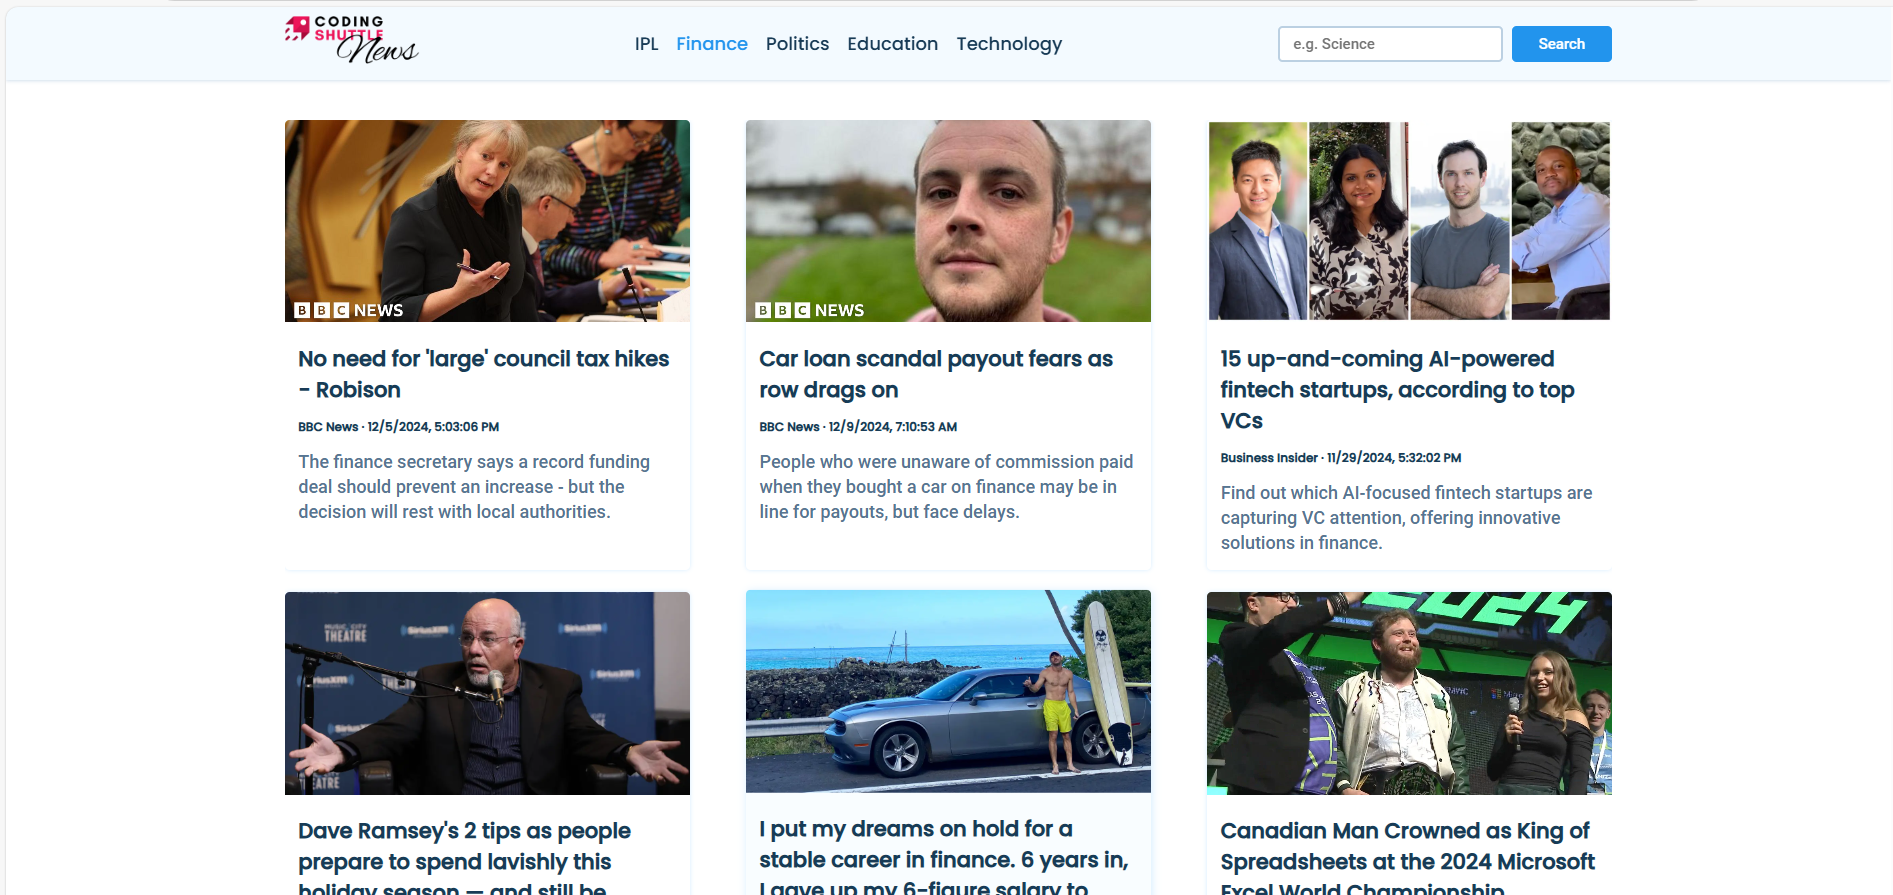 CODING
SHUTTLE
News
IPL Finance Politics Education Technology
e.g. Science
Search
BBC NEWS
BBC NEWS
No need for 'large' council tax hikes
- Robison
BBC News · 12/5/2024, 5:03:06 PM
The finance secretary says a record funding
deal should prevent an increase - but the
decision will rest with local authorities.
Car loan scandal payout fears as
row drags on
BBC News · 12/9/2024, 7:10:53 AM
People who were unaware of commission paid
when they bought a car on finance may be in
line for payouts, but face delays.
15 up-and-coming AI-powered
fintech startups, according to top
VCs
Business Insider · 11/29/2024, 5:32:02 PM
Find out which AI-focused fintech startups are
capturing VC attention, offering innovative
solutions in finance.
MUSIC CITY
THEATRE
SiriusXM
SiriusXM
SiriusXM
2024
Dave Ramsey's 2 tips as people
prepare to spend lavishly this
holiday season — and still be
I put my dreams on hold for a
stable career in finance. 6 years in,
I gave up my 6-figure salary to
Canadian Man Crowned as King of
Spreadsheets at the 2024 Microsoft
Excel World Championship